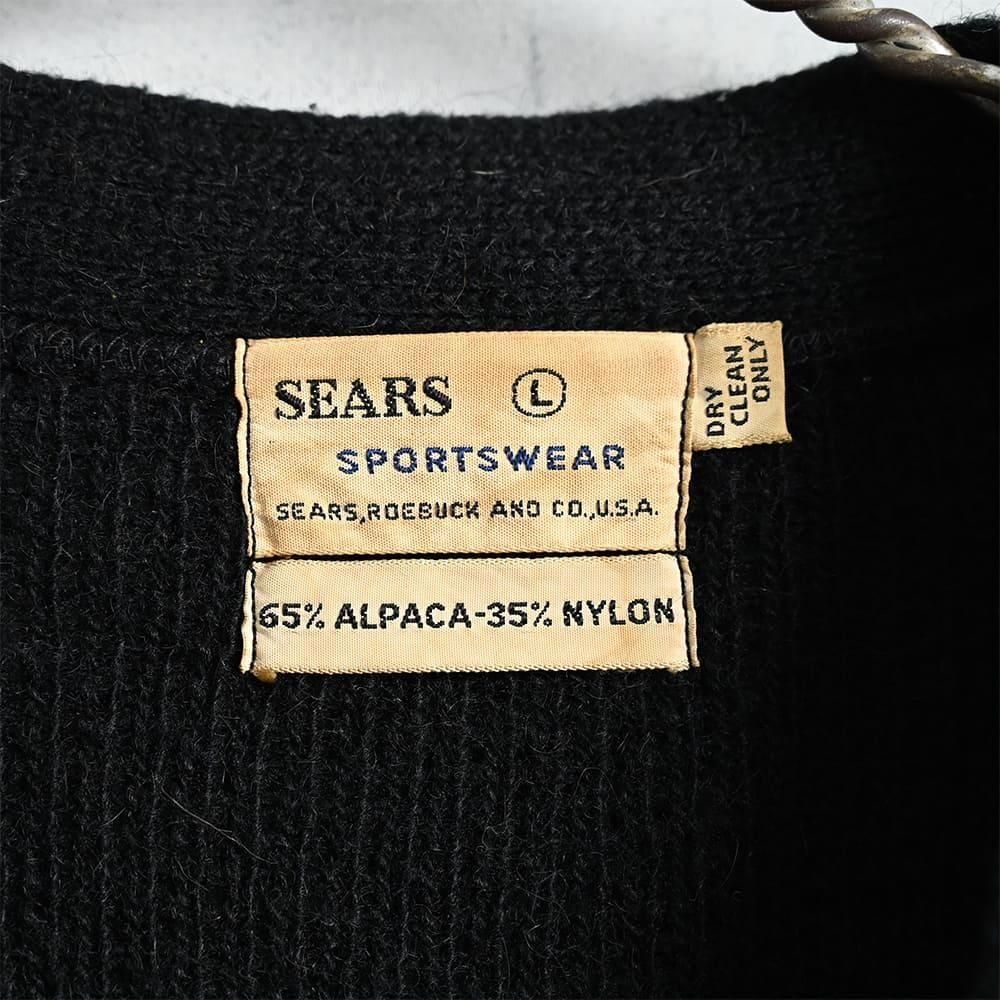 SEARS L
SPORTSWEAR
SEARS,ROEBUCK AND CO.,U.S.A.
65% ALPACA-35% NYLON
DRY
CLEAN
ONLY